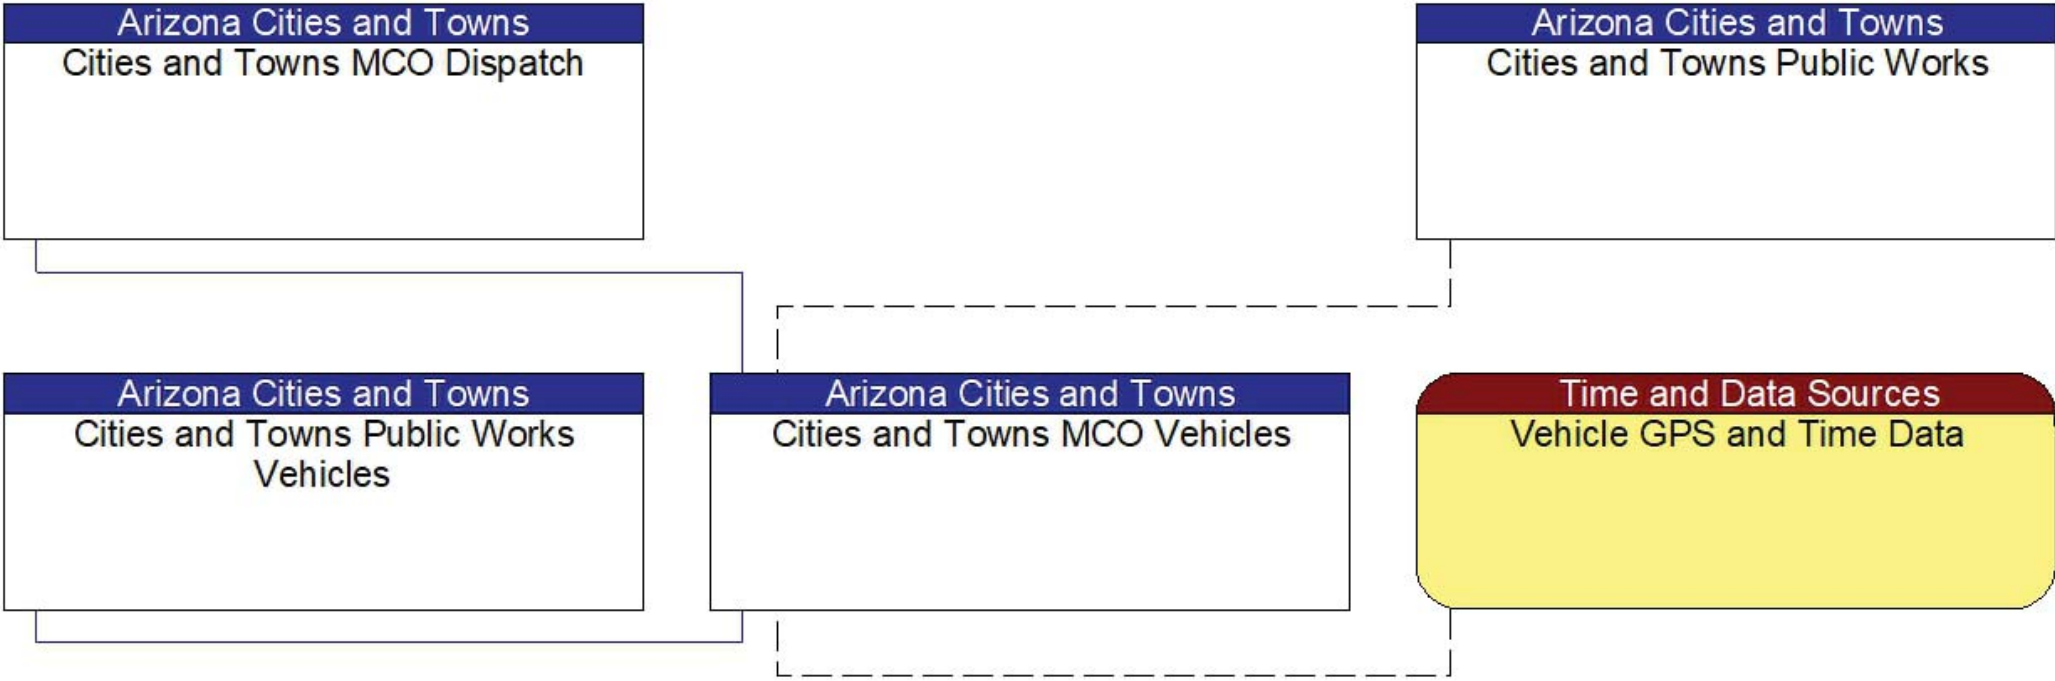 Arizona Cities and Towns
Cities and Towns MCO Dispatch
Arizona Cities and Towns
Cities and Towns Public Works
Arizona Cities and Towns
Cities and Towns Public Works
Vehicles
Arizona Cities and Towns
Cities and Towns MCO Vehicles
Time and Data Sources
Vehicle GPS and Time Data